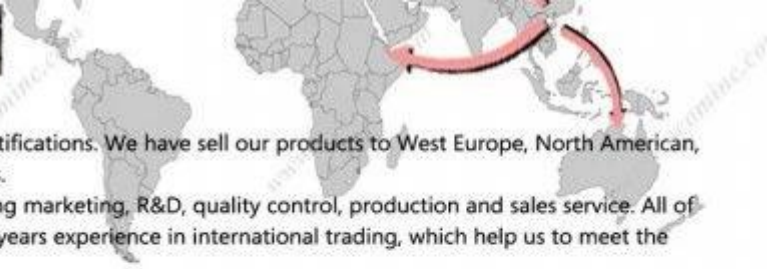 tifications. We have sell our products to West Europe, North American,
s.
ng marketing, R&D, quality control, production and sales service. All of
years experience in international trading, which help us to meet the